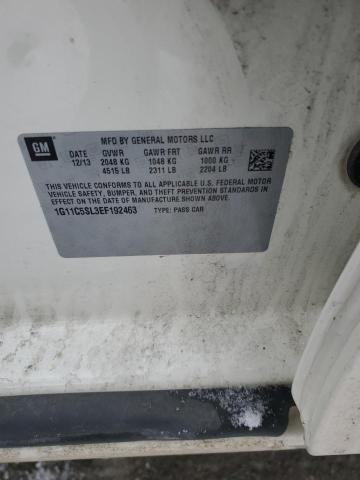 GM
MFD BY GENERAL MOTORS LLC
DATE GVWR GAWR FRT GAWR RR
12/13 2048 KG 1048 KG 1000 KG
4515 LB 2311 LB 2204 LB
THIS VEHICLE CONFORMS TO ALL APPLICABLE U.S. FEDERAL MOTOR
VEHICLE SAFETY, BUMPER, AND THEFT PREVENTION STANDARDS
IN EFFECT ON THE DATE OF MANUFACTURE SHOWN ABOVE.
1G11C5SL3EF192463 TYPE: PASS CAR